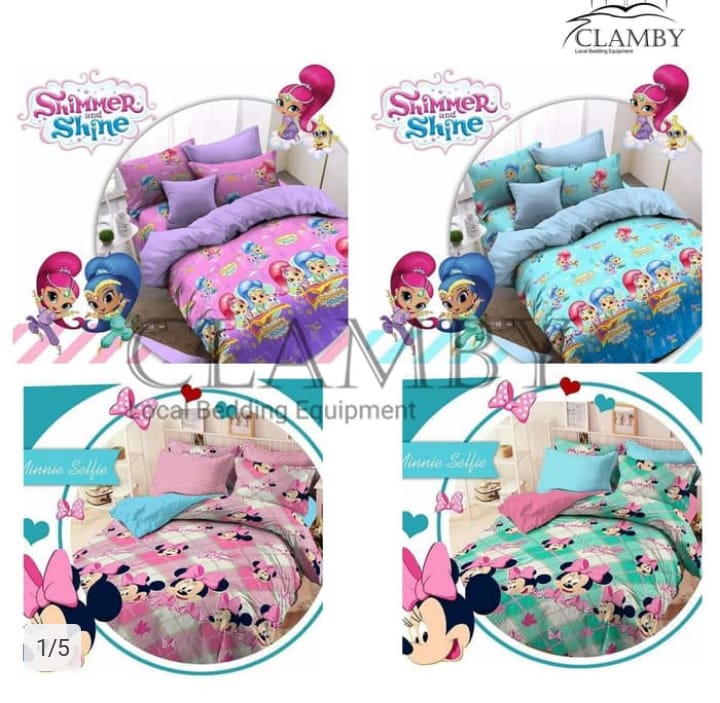 CLAMBY
Local Bedding Equipment
Shimmer
and
Shine
Shimmer
and
Shine
CLAMBY
Local Bedding Equipment
Minnie Selfie
Minnie Selfie
1/5